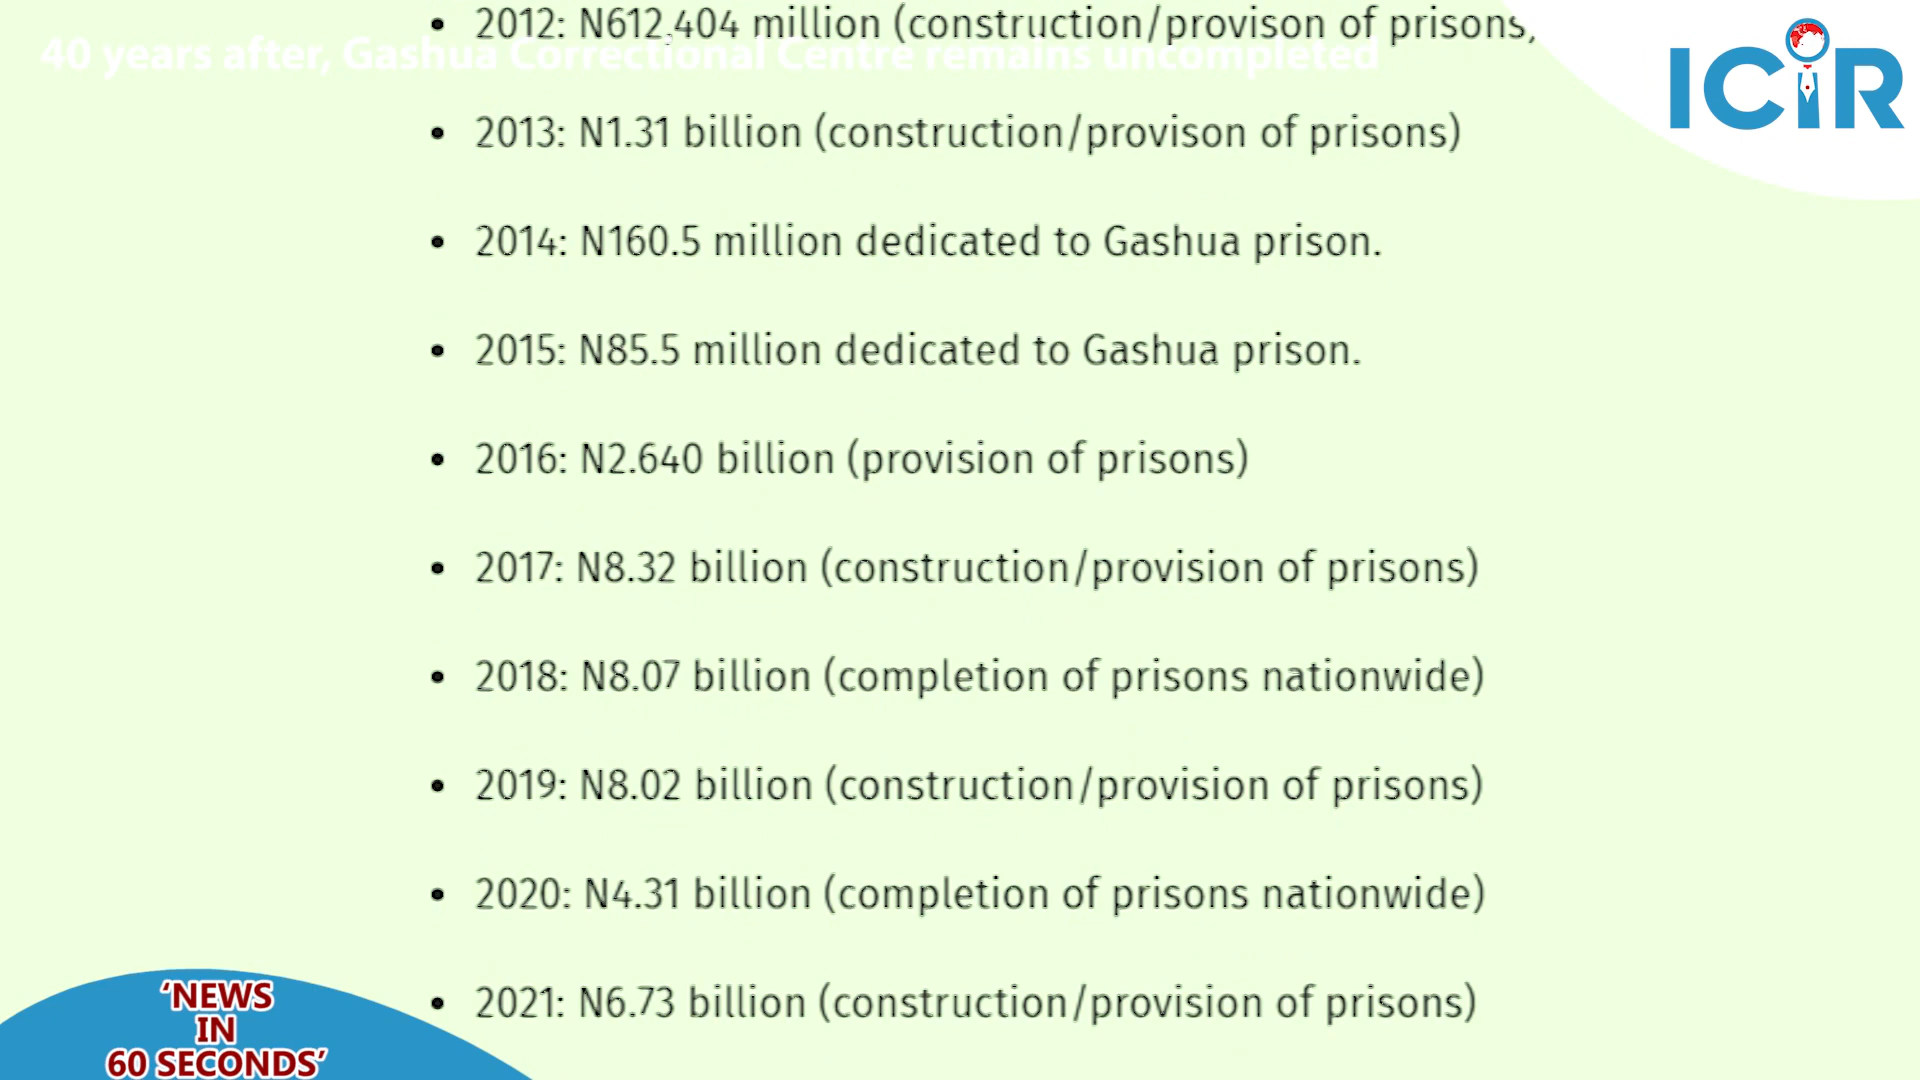 • 2012: N612,404 million (construction/provison of prisons,
40 years after, Gashua Correctional Centre remains uncompleted
ICiR
• 2013: N1.31 billion (construction/provison of prisons)
• 2014: N160.5 million dedicated to Gashua prison.
• 2015: N85.5 million dedicated to Gashua prison.
• 2016: N2.640 billion (provision of prisons)
• 2017: N8.32 billion (construction/provision of prisons)
• 2018: N8.07 billion (completion of prisons nationwide)
• 2019: N8.02 billion (construction/provision of prisons)
• 2020: N4.31 billion (completion of prisons nationwide)
• 2021: N6.73 billion (construction/provision of prisons)
‘NEWS
IN
60 SECONDS’